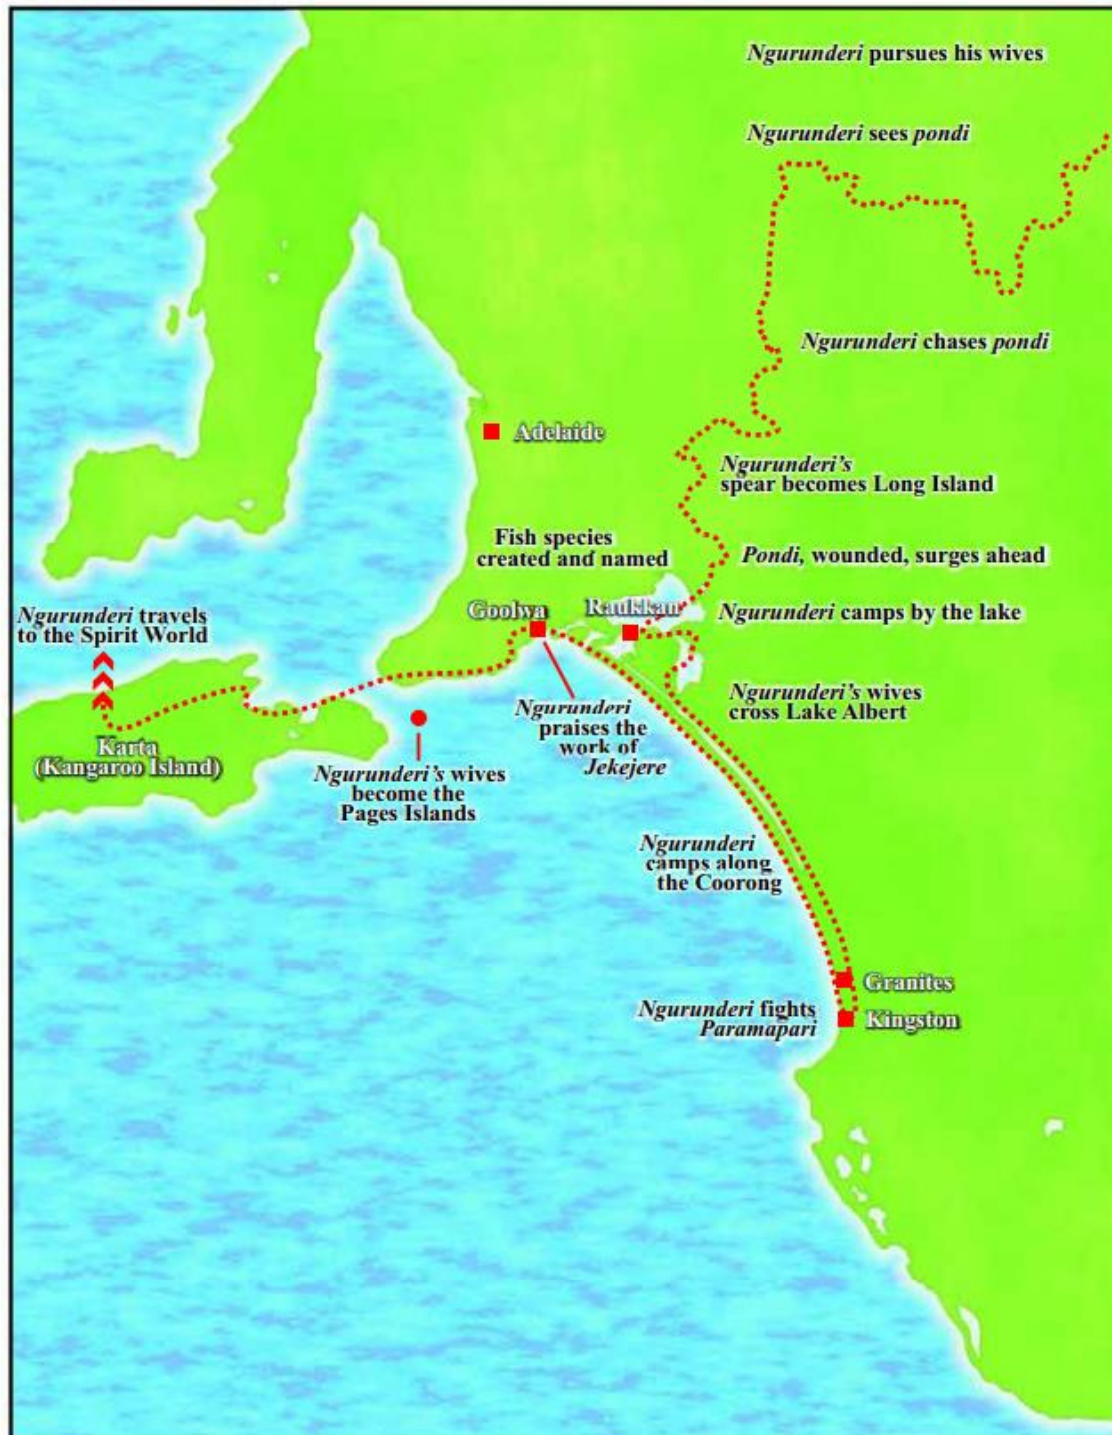 Ngurunderi pursues his wives
Ngurunderi sees pondi
Ngurunderi chases pondi
Adelaide
Ngurunderi's
spear becomes Long Island
Fish species
created and named
Pondi, wounded, surges ahead
Goolwa
Raukkan
Ngurunderi camps by the lake
Ngurunderi travels
to the Spirit World
Ngurunderi's wives
cross Lake Albert
Ngurunderi
praises the
work of
Jekejere
Karta
(Kangaroo Island)
Ngurunderi's wives
become the
Pages Islands
Ngurunderi
camps along
the Coorong
Granites
Ngurunderi fights
Paramapari
Kingston